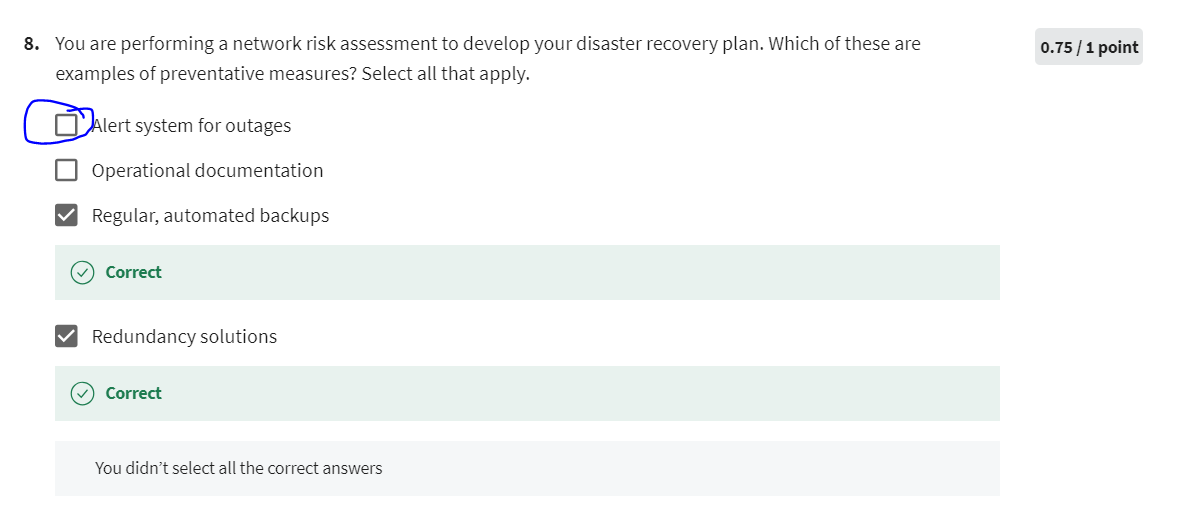 8. You are performing a network risk assessment to develop your disaster recovery plan. Which of these are
0.75 / 1 point
examples of preventative measures? Select all that apply.
Alert system for outages
Operational documentation
Regular, automated backups
Correct
Redundancy solutions
Correct
You didn’t select all the correct answers